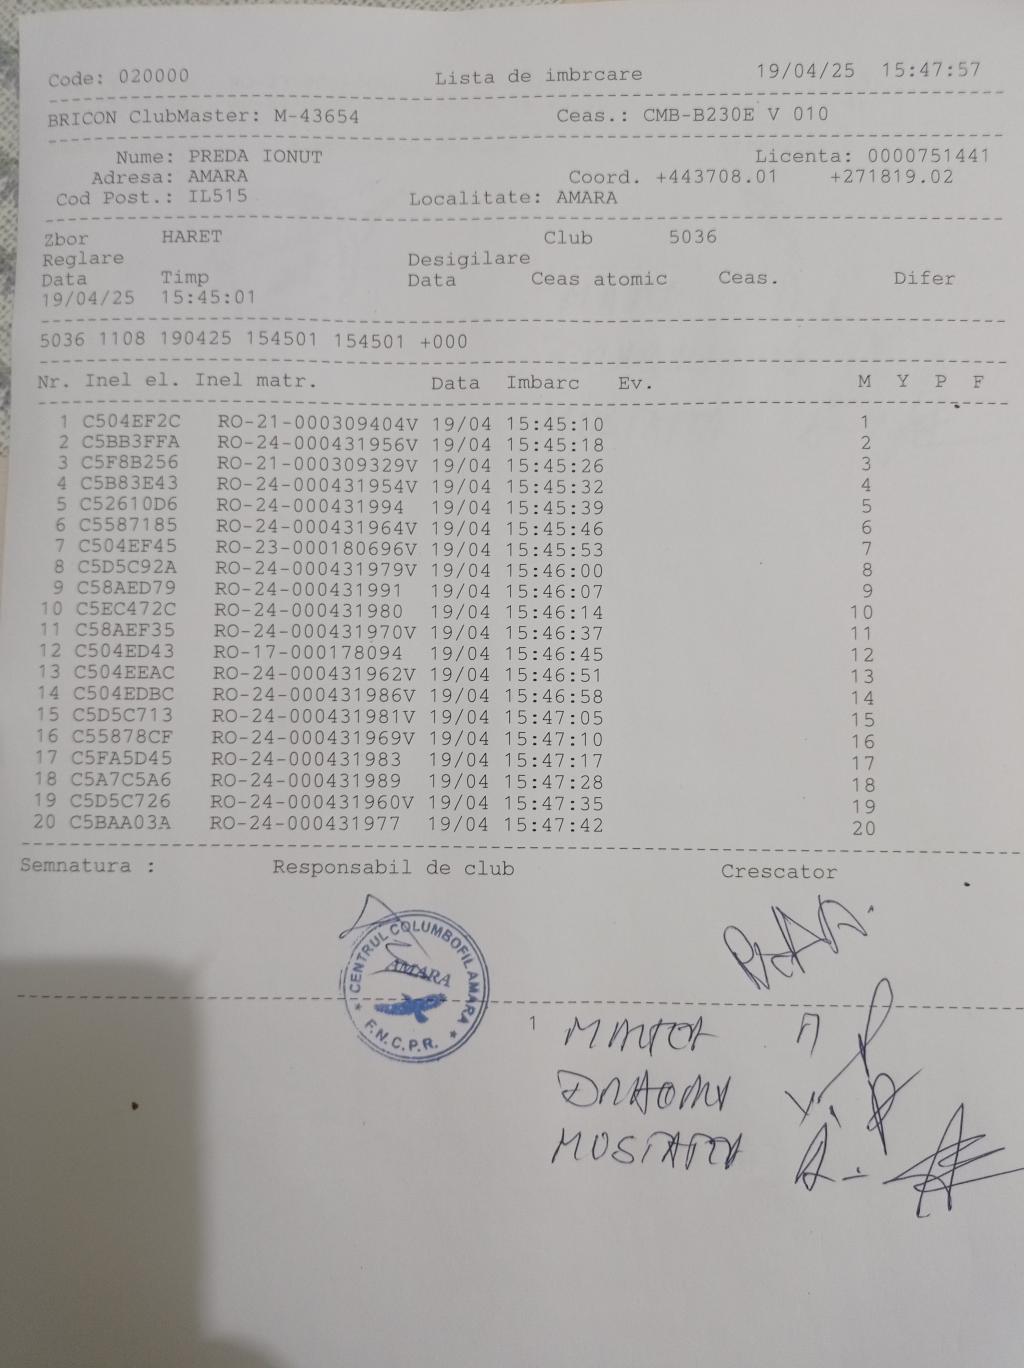 Code: 020000 Lista de imbrcare 19/04/25 15:47:57
BRICON ClubMaster: M-43654 Ceas.: CMB-B230E V 010
Nume: PREDA IONUT Licenta: 0000751441
Adresa: AMARA Coord. +443708.01 +271819.02
Cod Post.: IL515 Localitate: AMARA
Zbor HARET Club 5036
Reglare Desigilare
Data Timp Data Ceas atomic Ceas. Difer
19/04/25 15:45:01
5036 1108 190425 154501 154501 +000
Nr. Inel el. Inel matr. Data Imbarc Ev. M Y P F
1 C504EF2C RO-21-000309404V 19/04 15:45:10 1
2 C5BB3FFA RO-24-000431956V 19/04 15:45:18 2
3 C5F8B256 RO-21-000309329V 19/04 15:45:26 3
4 C5B83E43 RO-24-000431954V 19/04 15:45:32 4
5 C52610D6 RO-24-000431994 19/04 15:45:39 5
6 C5587185 RO-24-000431964V 19/04 15:45:46 6
7 C504EF45 RO-23-000180696V 19/04 15:45:53 7
8 C5D5C92A RO-24-000431979V 19/04 15:46:00 8
9 C58AED79 RO-24-000431991 19/04 15:46:07 9
10 C5EC472C RO-24-000431980 19/04 15:46:14 10
11 C58AEF35 RO-24-000431970V 19/04 15:46:37 11
12 C504ED43 RO-17-000178094 19/04 15:46:45 12
13 C504EEAC RO-24-000431962V 19/04 15:46:51 13
14 C504EDBC RO-24-000431986V 19/04 15:46:58 14
15 C5D5C713 RO-24-000431981V 19/04 15:47:05 15
16 C55878CF RO-24-000431969V 19/04 15:47:10 16
17 C5FA5D45 RO-24-000431983 19/04 15:47:17 17
18 C5A7C5A6 RO-24-000431989 19/04 15:47:28 18
19 C5D5C726 RO-24-000431960V 19/04 15:47:35 19
20 C5BAA03A RO-24-000431977 19/04 15:47:42 20
Semnatura : Responsabil de club Crescator
CENTRUL COLUMBOFIL AMARA
AMARA
F.N.C.P.R.
1